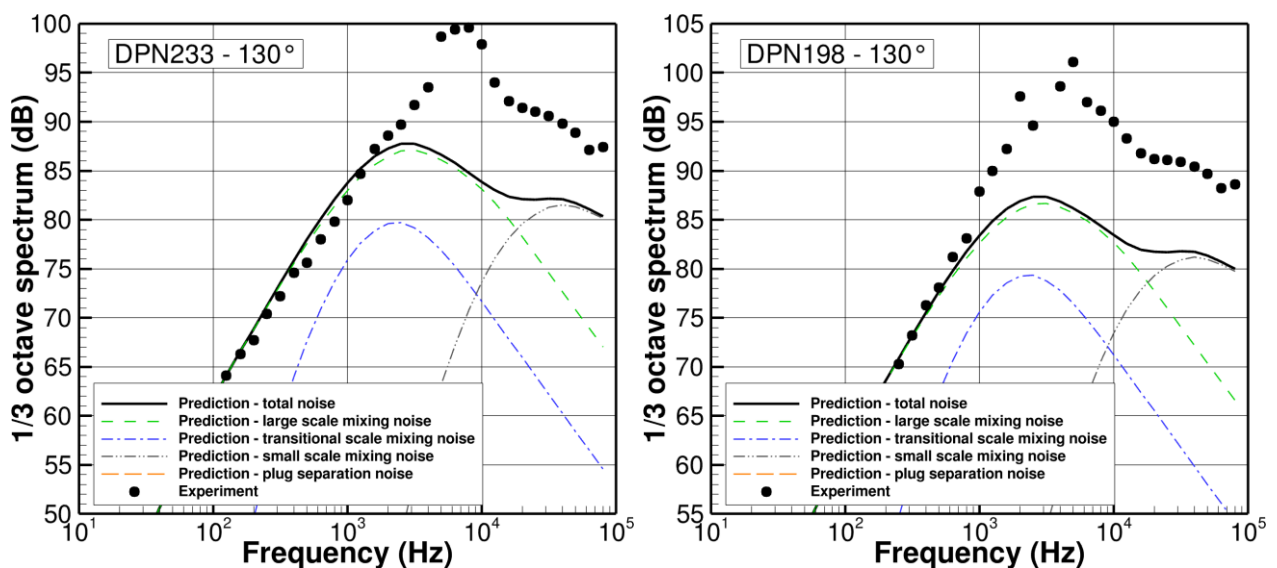 DPN233 - 130°
1/3 octave spectrum (dB)
100
95
90
85
80
75
70
65
60
55
50
Prediction - total noise
Prediction - large scale mixing noise
Prediction - transitional scale mixing noise
Prediction - small scale mixing noise
Prediction - plug separation noise
Experiment
10^1
10^2
10^3
10^4
10^5
Frequency (Hz)
DPN198 - 130°
1/3 octave spectrum (dB)
105
100
95
90
85
80
75
70
65
60
55
Prediction - total noise
Prediction - large scale mixing noise
Prediction - transitional scale mixing noise
Prediction - small scale mixing noise
Prediction - plug separation noise
Experiment
10^1
10^2
10^3
10^4
10^5
Frequency (Hz)